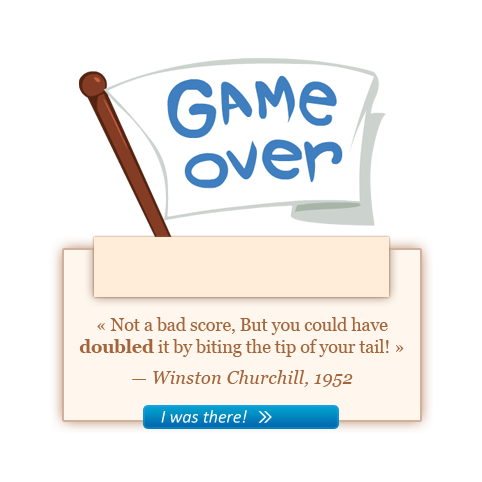 GAMe
over
« Not a bad score, But you could have
doubled it by biting the tip of your tail! »
— Winston Churchill, 1952
I was there! »